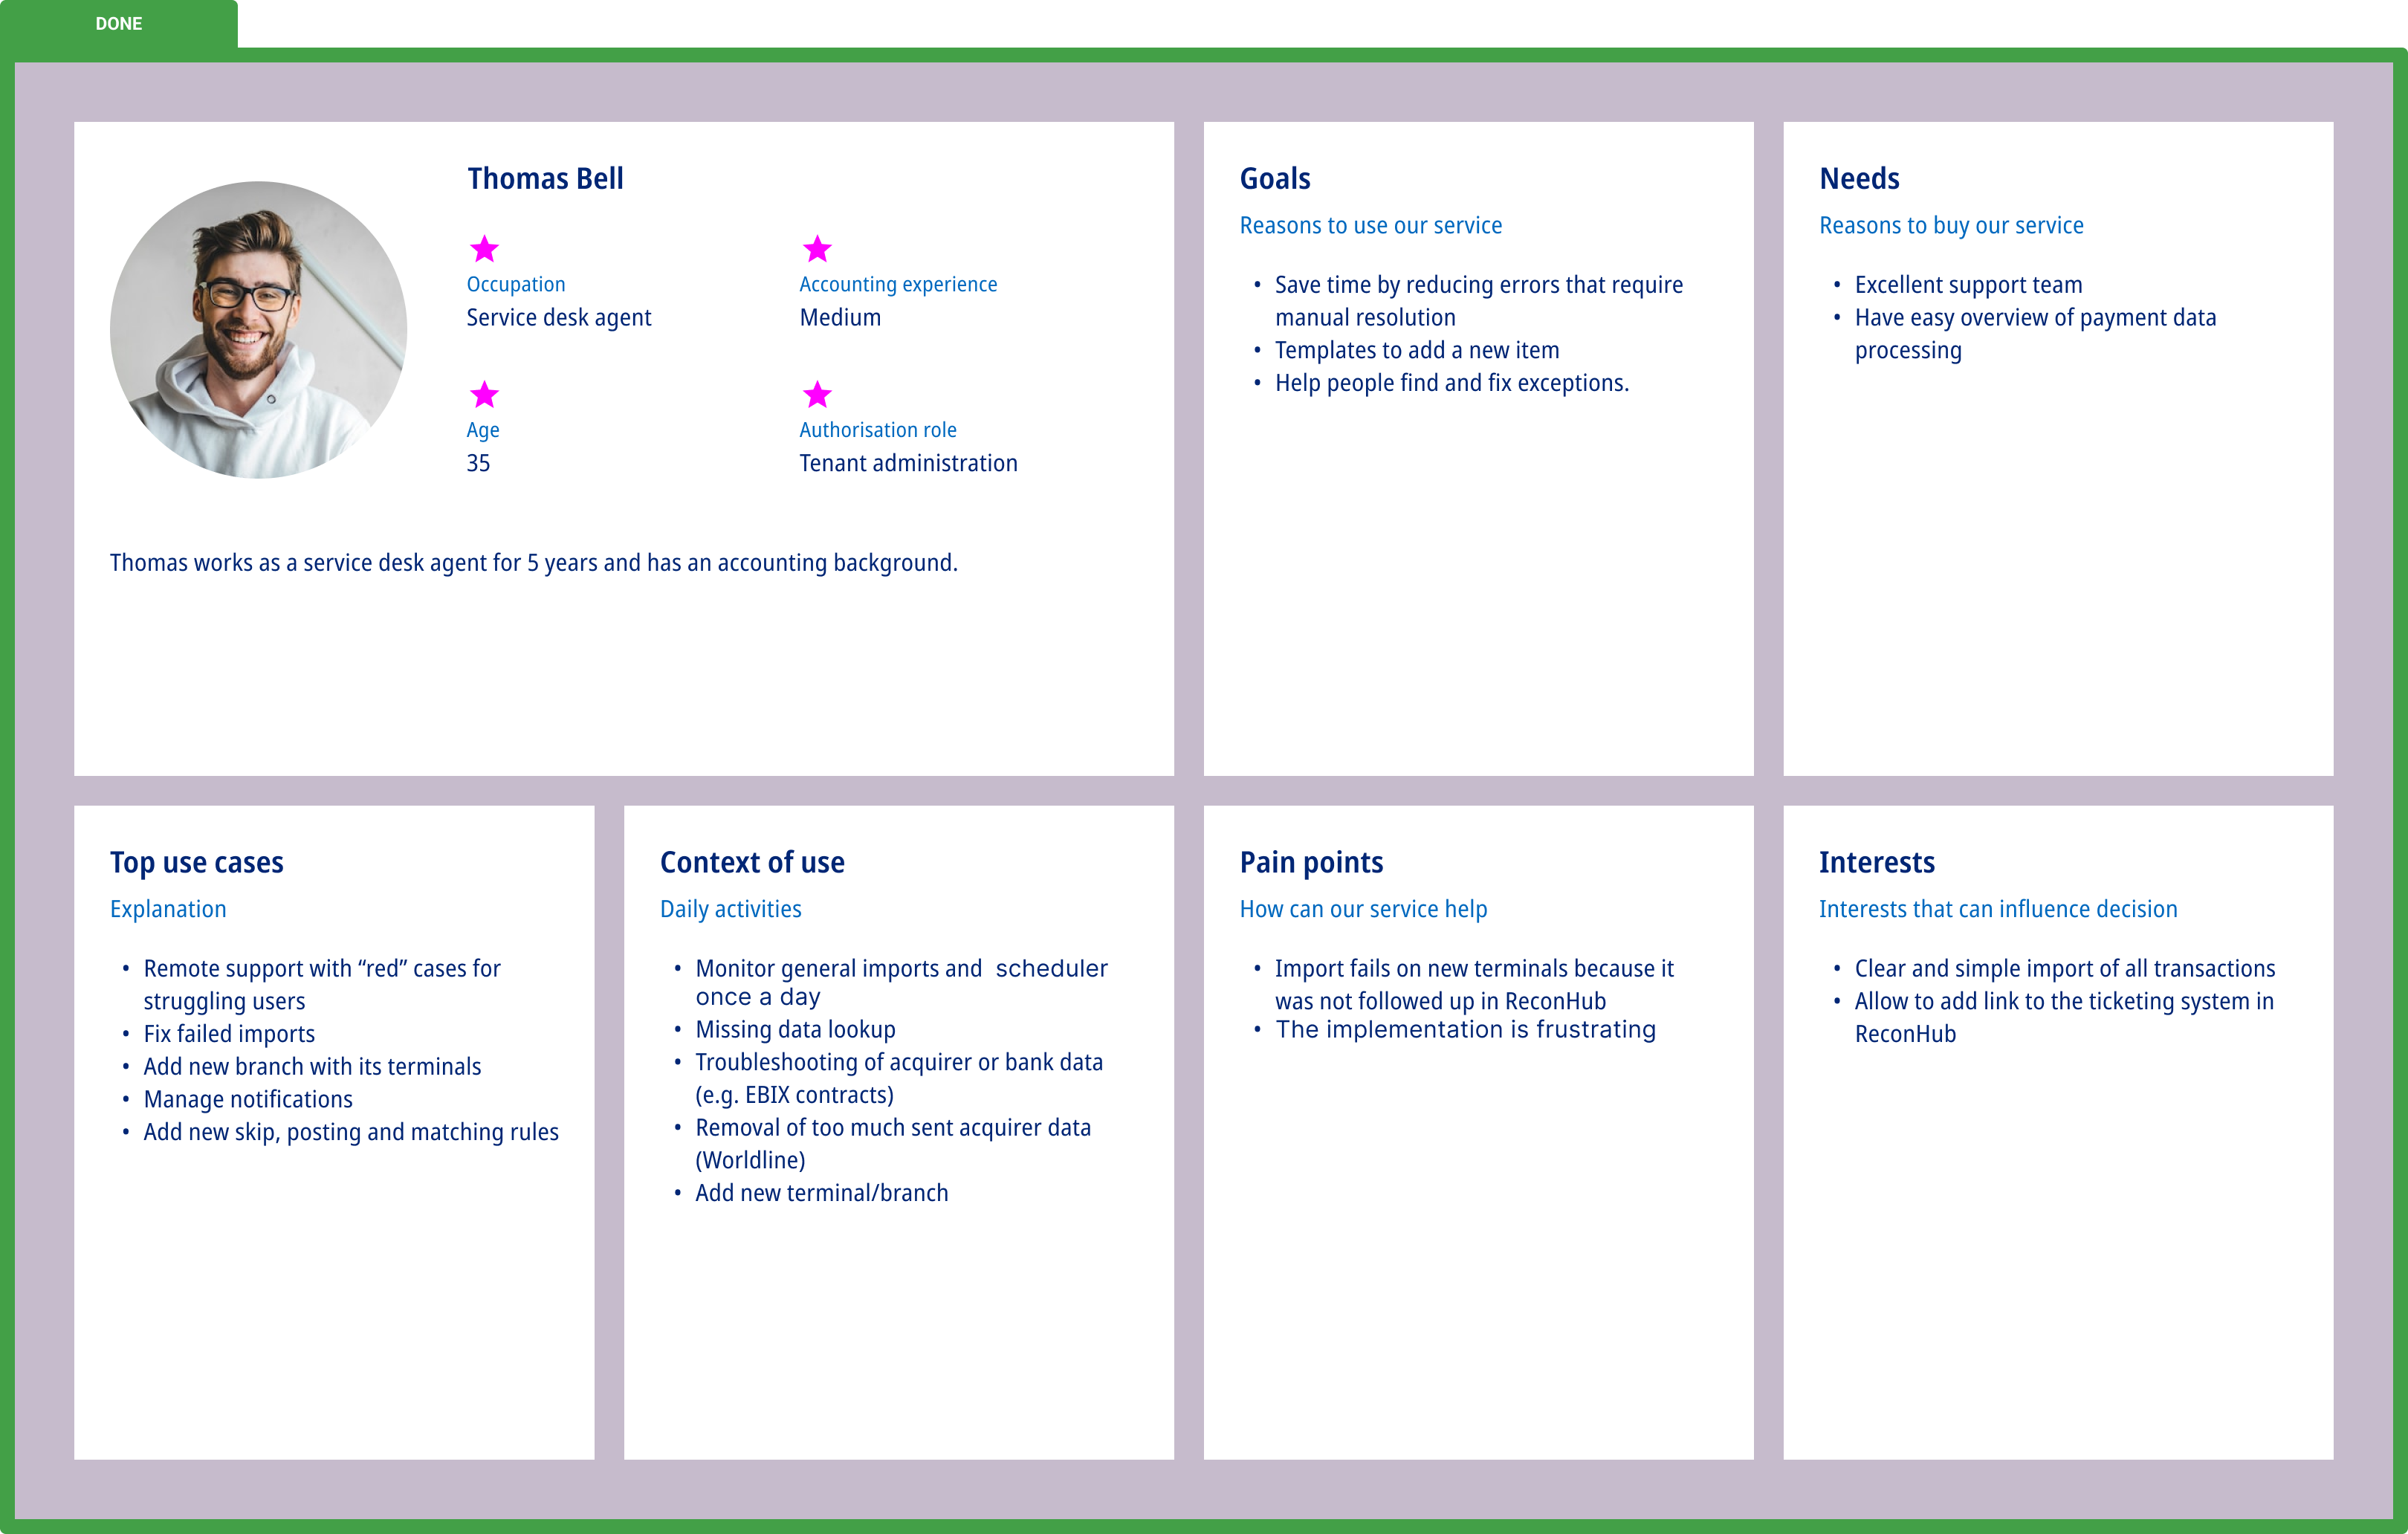 DONE
Thomas Bell
Occupation
Service desk agent
Accounting experience
Medium
Age
35
Authorisation role
Tenant administration
Thomas works as a service desk agent for 5 years and has an accounting background.
Goals
Reasons to use our service
• Save time by reducing errors that require
manual resolution
• Templates to add a new item
• Help people find and fix exceptions.
Needs
Reasons to buy our service
• Excellent support team
• Have easy overview of payment data
processing
Top use cases
Explanation
• Remote support with “red” cases for
struggling users
• Fix failed imports
• Add new branch with its terminals
• Manage notifications
• Add new skip, posting and matching rules
Context of use
Daily activities
• Monitor general imports and scheduler
once a day
• Missing data lookup
• Troubleshooting of acquirer or bank data
(e.g. EBIX contracts)
• Removal of too much sent acquirer data
(Worldline)
• Add new terminal/branch
Pain points
How can our service help
• Import fails on new terminals because it
was not followed up in ReconHub
• The implementation is frustrating
Interests
Interests that can influence decision
• Clear and simple import of all transactions
• Allow to add link to the ticketing system in
ReconHub